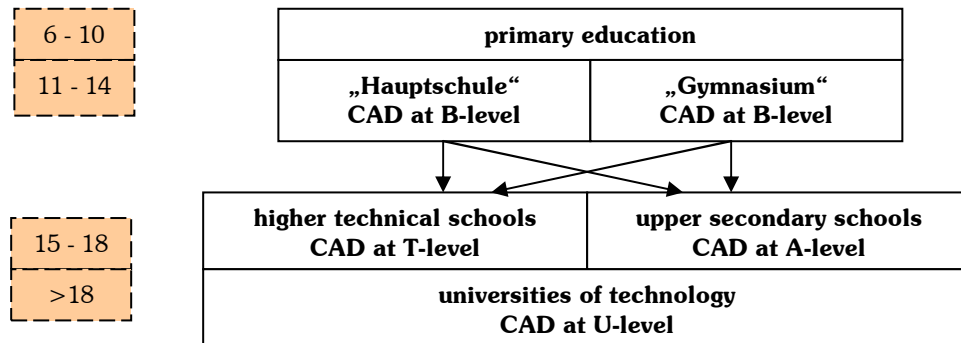 6 - 10
primary education
11 - 14
„Hauptschule“
CAD at B-level
„Gymnasium“
CAD at B-level
15 - 18
higher technical schools
CAD at T-level
upper secondary schools
CAD at A-level
>18
universities of technology
CAD at U-level